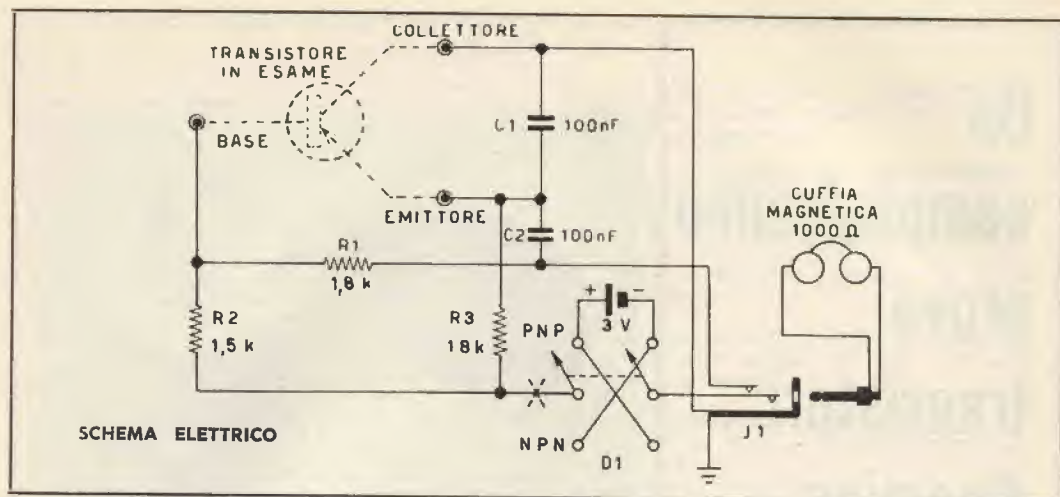 COLLETTORE
TRANSISTORE
IN ESAME
BASE
C1 100nF
EMITTORE
C2 100nF
CUFFIA
MAGNETICA
1000 Ω
R1
1,8 k
R2
1,5 k
R3
18k
+ -
3 V
PNP
NPN
D1
J1
SCHEMA ELETTRICO